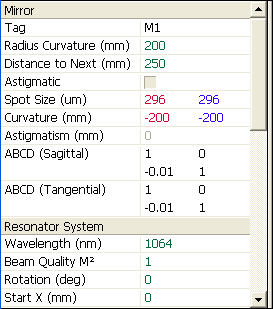 Mirror
Tag M1
Radius Curvature (mm) 200
Distance to Next (mm) 250
Astigmatic
Spot Size (um) 296 296
Curvature (mm) -200 -200
Astigmatism (mm) 0
ABCD (Sagittal) 1 0
-0.01 1
ABCD (Tangential) 1 0
-0.01 1
Resonator System
Wavelength (nm) 1064
Beam Quality M² 1
Rotation (deg) 0
Start X (mm) 0